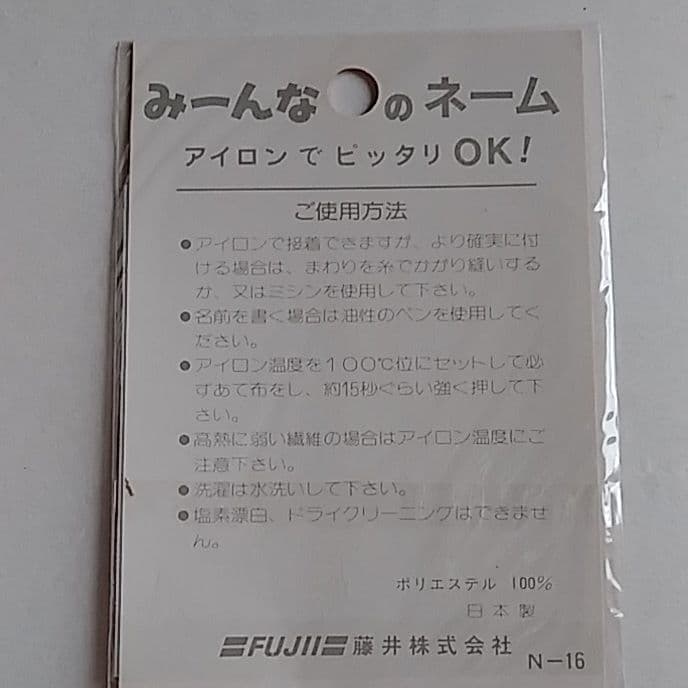 みーんなのネーム
アイロンでピッタリOK!
ご使用方法
●アイロンで接着できますが、より確実に付
ける場合は、まわりを糸でかがり縫いする
か、又はミシンを使用して下さい。
●名前を書く場合は油性のペンを使用してく
ださい。
●アイロン温度を100℃位にセットして必
ずあて布をし、約15秒ぐらい強く押して下
さい。
●高熱に弱い繊維の場合はアイロン温度にご
注意下さい。
●洗濯は水洗いして下さい。
●塩素漂白、ドライクリーニングはできませ
ん。
ポリエステル 100%
日本製
FUJII 藤井株式会社
N-16